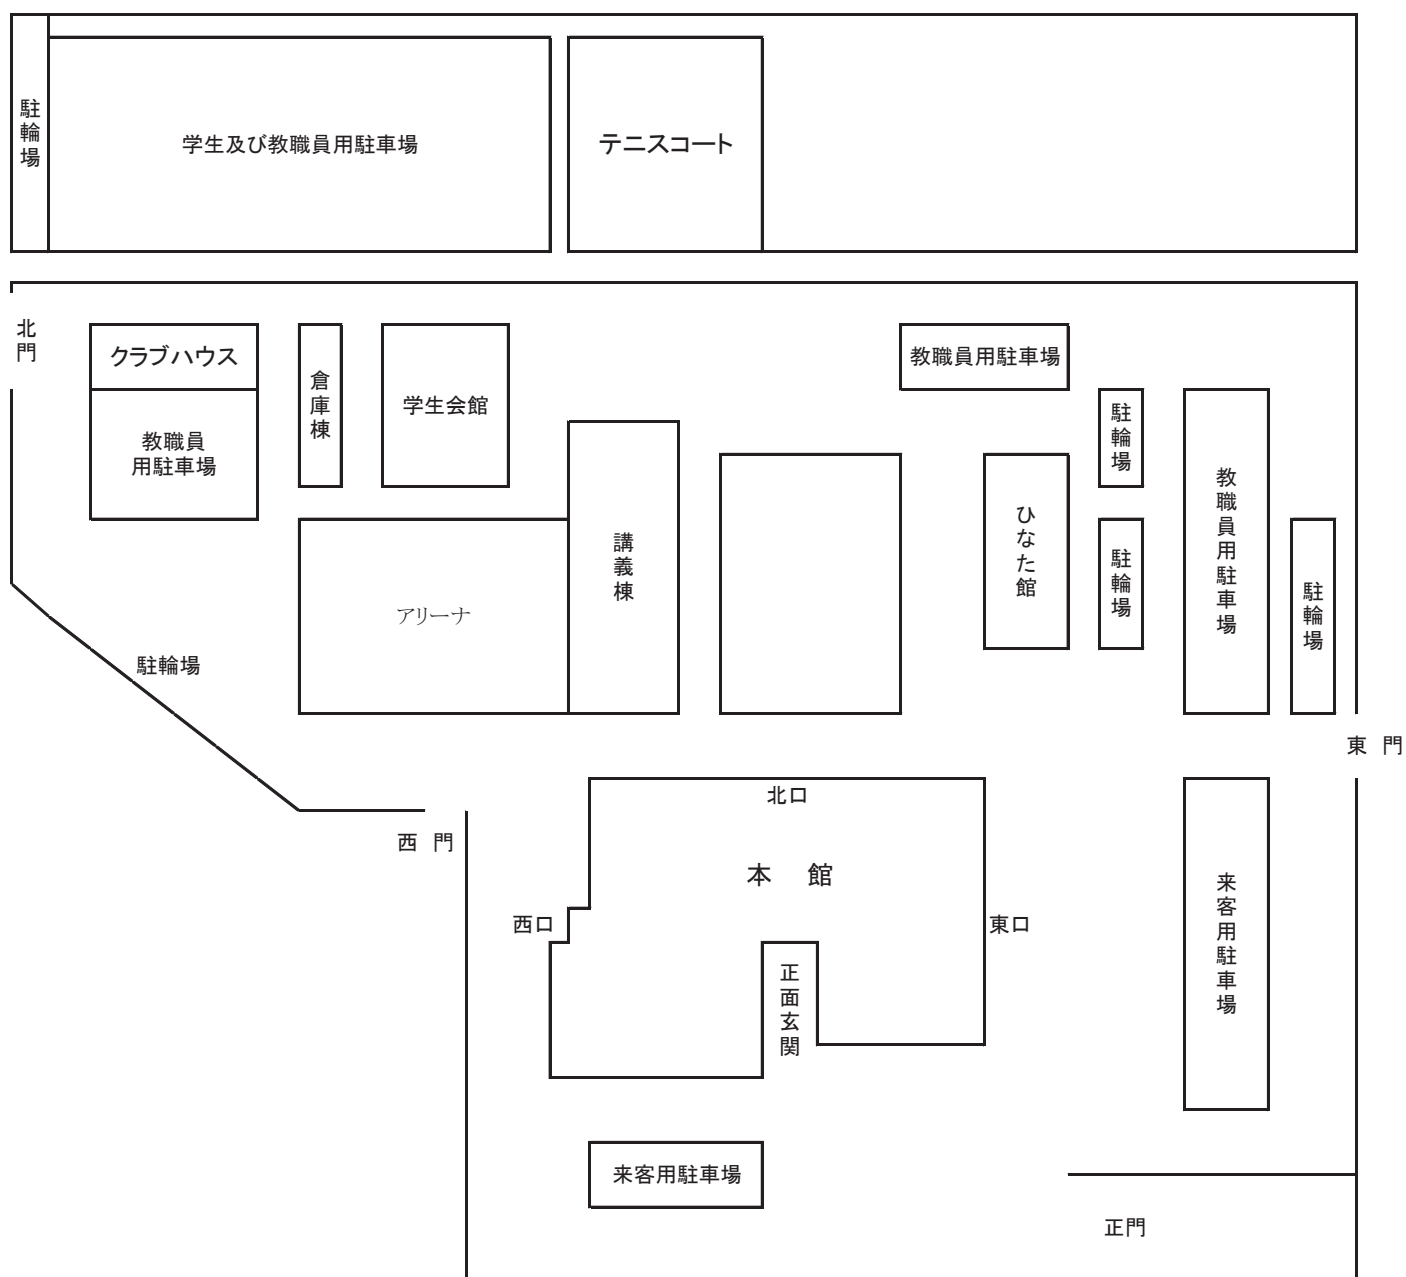 駐輪場
学生及び教職員用駐車場
テニスコート
北門
クラブハウス
教職員
用駐車場
倉庫棟
学生会館
教職員用駐車場
駐輪場
講義棟
ひなた館
駐輪場
教職員用駐車場
駐輪場
アリーナ
駐輪場
東 門
西 門
北口
本 館
西口
東口
正面玄関
来客用駐車場
来客用駐車場
正門